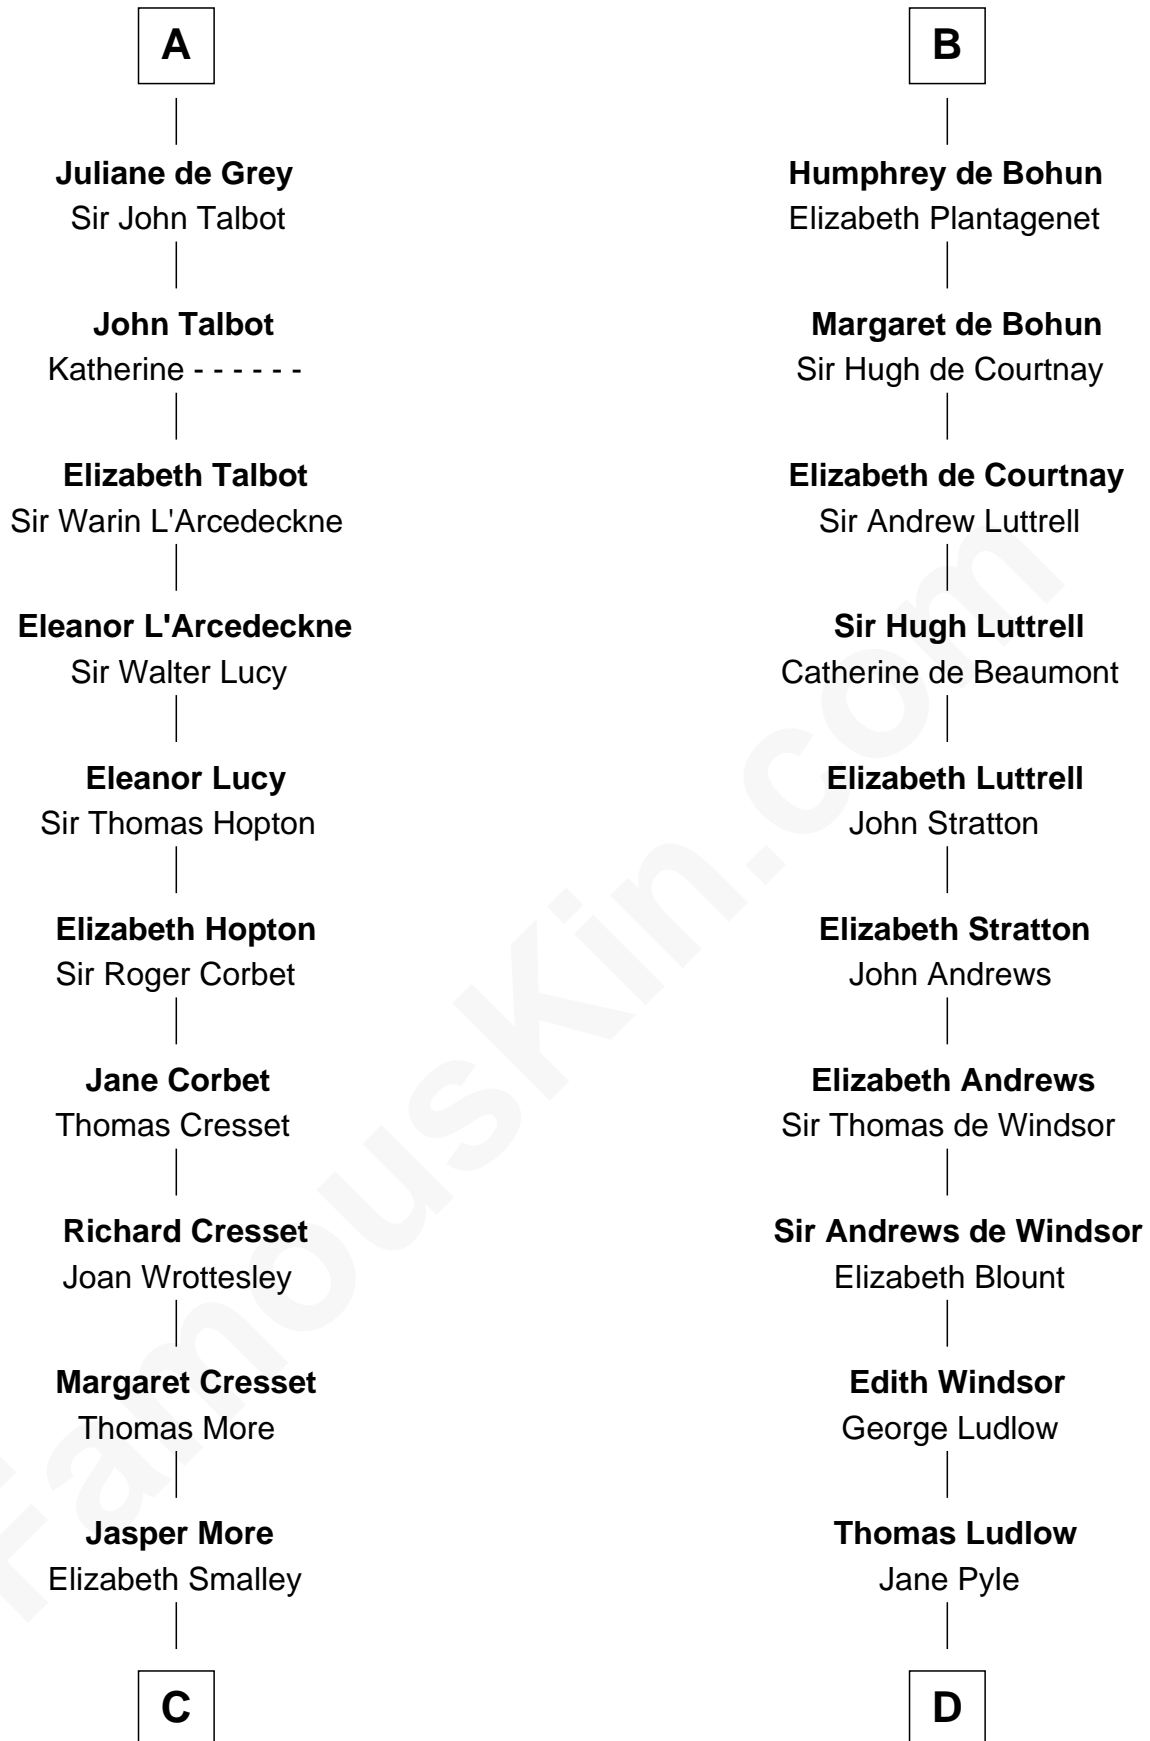 A
Juliane de Grey
Sir John Talbot
John Talbot
Katherine - - - - - -
Elizabeth Talbot
Sir Warin L'Arcedeckne
Eleanor L'Arcedeckne
Sir Walter Lucy
Eleanor Lucy
Sir Thomas Hopton
Elizabeth Hopton
Sir Roger Corbet
Jane Corbet
Thomas Cresset
Richard Cresset
Joan Wrottesley
Margaret Cresset
Thomas More
Jasper More
Elizabeth Smalley
C
B
Humphrey de Bohun
Elizabeth Plantagenet
Margaret de Bohun
Sir Hugh de Courtnay
Elizabeth de Courtnay
Sir Andrew Luttrell
Sir Hugh Luttrell
Catherine de Beaumont
Elizabeth Luttrell
John Stratton
Elizabeth Stratton
John Andrews
Elizabeth Andrews
Sir Thomas de Windsor
Sir Andrews de Windsor
Elizabeth Blount
Edith Windsor
George Ludlow
Thomas Ludlow
Jane Pyle
D
FamousKin.com